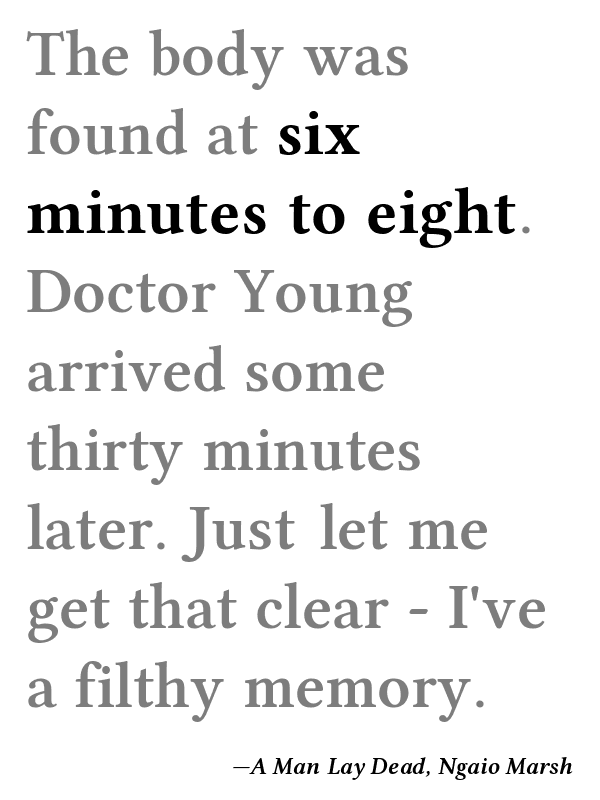 The body was
found at six
minutes to eight.
Doctor Young
arrived some
thirty minutes
later. Just let me
get that clear - I've
a filthy memory.
—A Man Lay Dead, Ngaio Marsh